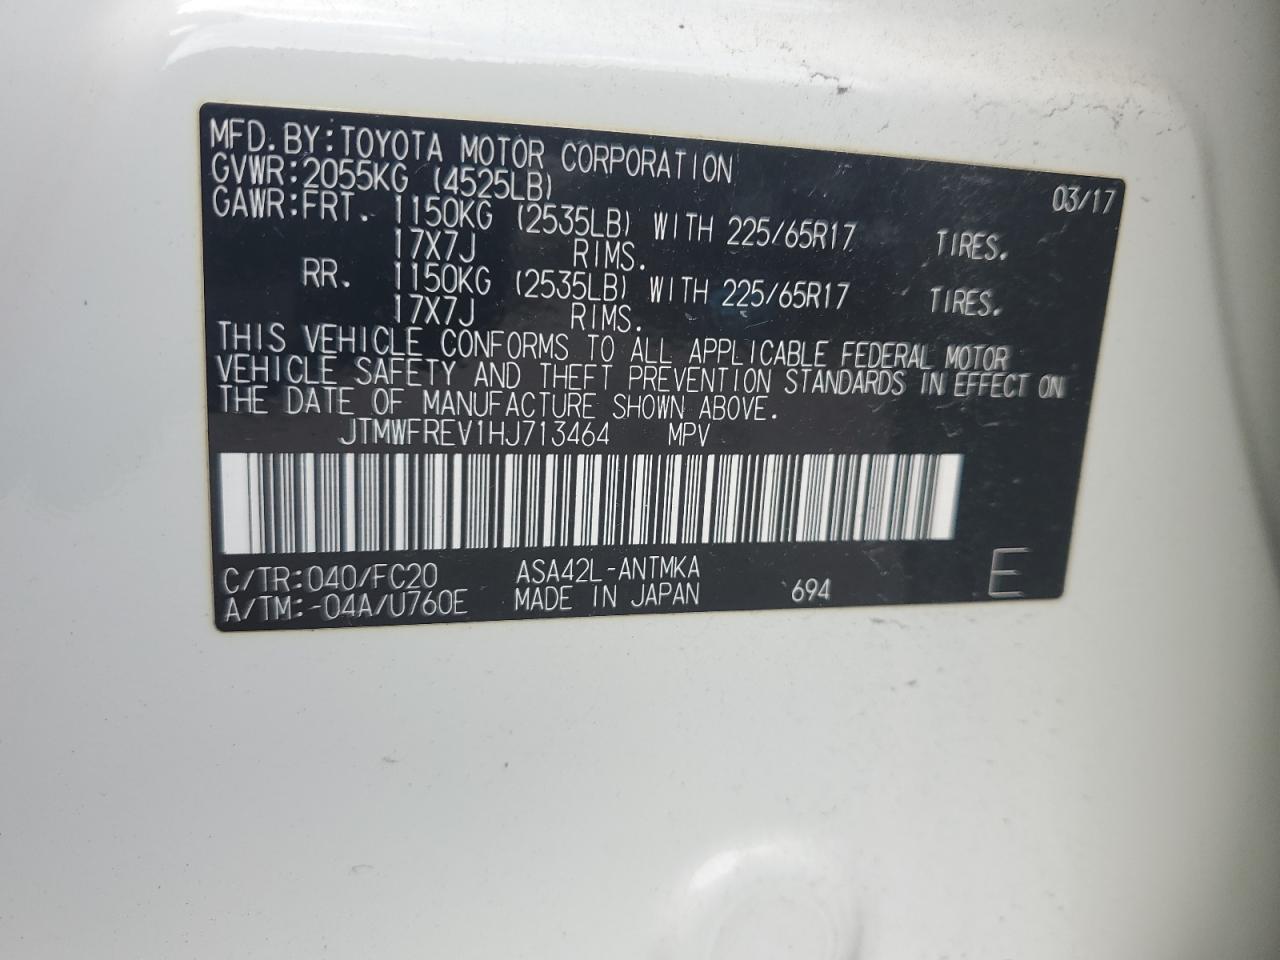 MFD. BY: TOYOTA MOTOR CORPORATION 03/17
GVWR: 2055KG (4525LB)
GAWR: FRT. 1150KG (2535LB) WITH 225/65R17 TIRES.
17X7J RIMS.
RR. 1150KG (2535LB) WITH 225/65R17 TIRES.
17X7J RIMS.
THIS VEHICLE CONFORMS TO ALL APPLICABLE FEDERAL MOTOR
VEHICLE SAFETY AND THEFT PREVENTION STANDARDS IN EFFECT ON
THE DATE OF MANUFACTURE SHOWN ABOVE.
JTMWFREV1HJ713464 MPV
C/TR: 040/FC20 ASA42L-ANTMKA
A/TM: -04A/U760E MADE IN JAPAN 694 E